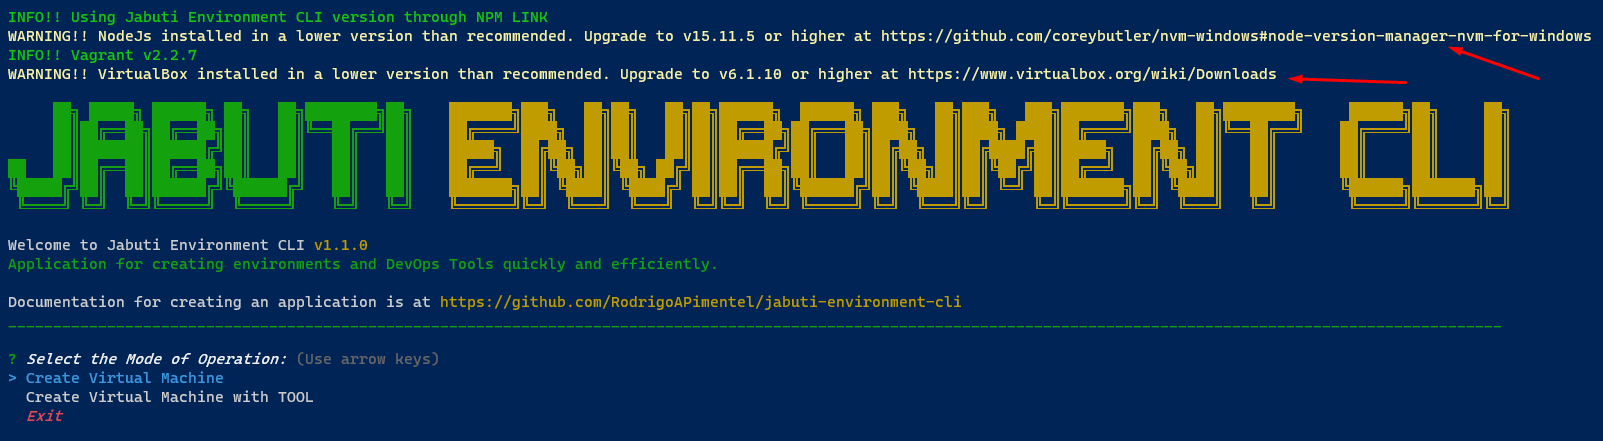 INFO!! Using Jabuti Environment CLI version through NPM LINK
WARNING!! NodeJs installed in a lower version than recommended. Upgrade to v15.11.5 or higher at https://github.com/coreybutler/nvm-windows#node-version-manager-nvm-for-windows
INFO!! Vagrant v2.2.7
WARNING!! VirtualBox installed in a lower version than recommended. Upgrade to v6.1.10 or higher at https://www.virtualbox.org/wiki/Downloads
JABUTI ENVIRONMENT CLI
Welcome to Jabuti Environment CLI v1.1.0
Application for creating environments and DevOps Tools quickly and efficiently.
Documentation for creating an application is at https://github.com/RodrigoAPimentel/jabuti-environment-cli
? Select the Mode of Operation: (Use arrow keys)
> Create Virtual Machine
Create Virtual Machine with TOOL
Exit